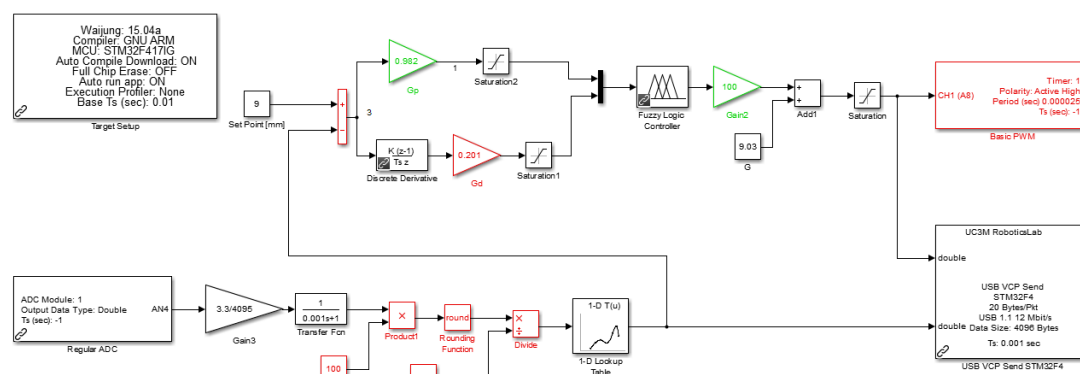 Waijung: 15.04a
Compiler: GNU ARM
MCU: STM32F417IG
Auto Compile Download: ON
Full Chip Erase: OFF
Auto run app: ON
Execution Profiler: None
Base Ts (sec): 0.01
Target Setup
9
Set Point [mm]
+
−
3
0.982
Gp
1
Saturation2
K (z-1)
Ts z
Discrete Derivative
0.201
Gd
Saturation1
Fuzzy Logic
Controller
100
Gain2
9.03
G
+
+
Add1
Saturation
CH1 (A8)
Timer: 1
Polarity: Active High
Period (sec) 0.000025
Ts (sec): -1
Basic PWM
ADC Module: 1
Output Data Type: Double
Ts (sec): -1
AN4
Regular ADC
3.3/4095
Gain3
1
0.001s+1
Transfer Fcn
×
Product1
100
round
Rounding
Function
×
÷
Divide
1-D T(u)
1-D Lookup
Table
UC3M RoboticsLab
double
USB VCP Send
STM32F4
20 Bytes/Pkt
USB 1.1 12 Mbit/s
double Data Size: 4096 Bytes
Ts: 0.001 sec
USB VCP Send STM32F4